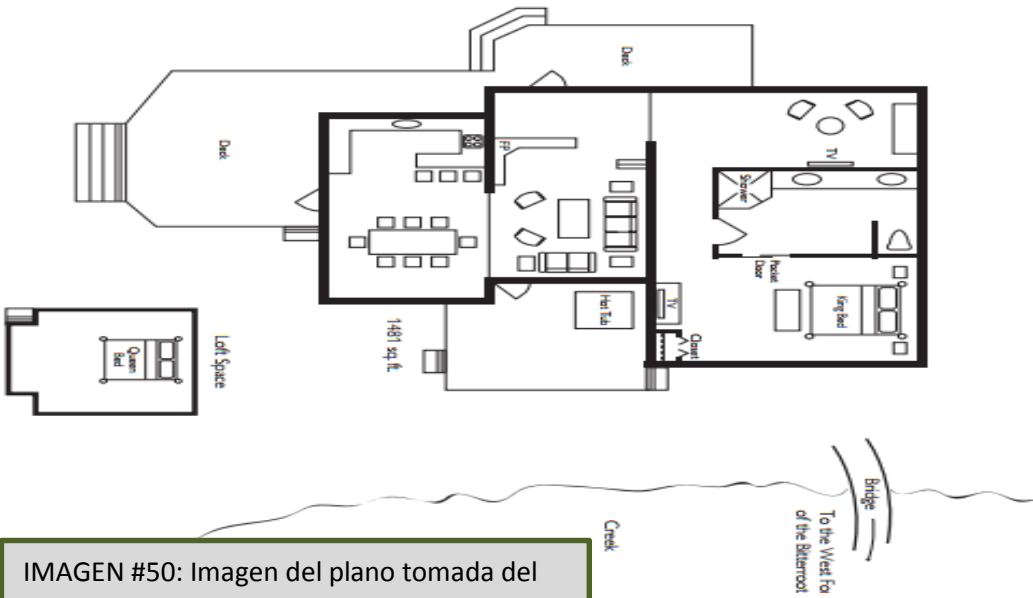 Deck
Deck
FP
TV
Shower
Pocket
Door
King Bed
TV
Closet
Hot Tub
1481 sq. ft.
Loft Space
Queen
Bed
Bridge
To the West For
of the Bitterroot
Creek
IMAGEN #50: Imagen del plano tomada del